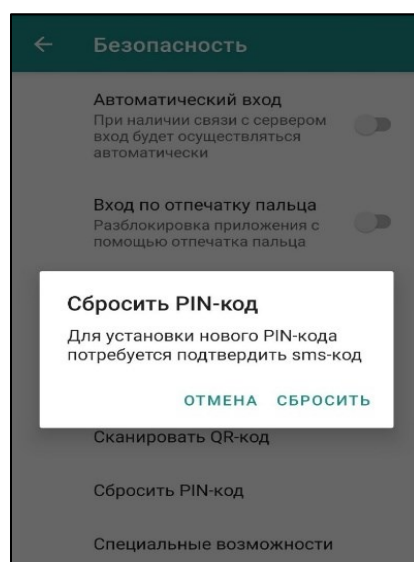 Безопасность
Автоматический вход
При наличии связи с сервером
вход будет осуществляться
автоматически
Вход по отпечатку пальца
Разблокировка приложения с
помощью отпечатка пальца
Сбросить PIN-код
Для установки нового PIN-кода
потребуется подтвердить sms-код
ОТМЕНА СБРОСИТЬ
Сканировать QR-код
Сбросить PIN-код
Специальные возможности